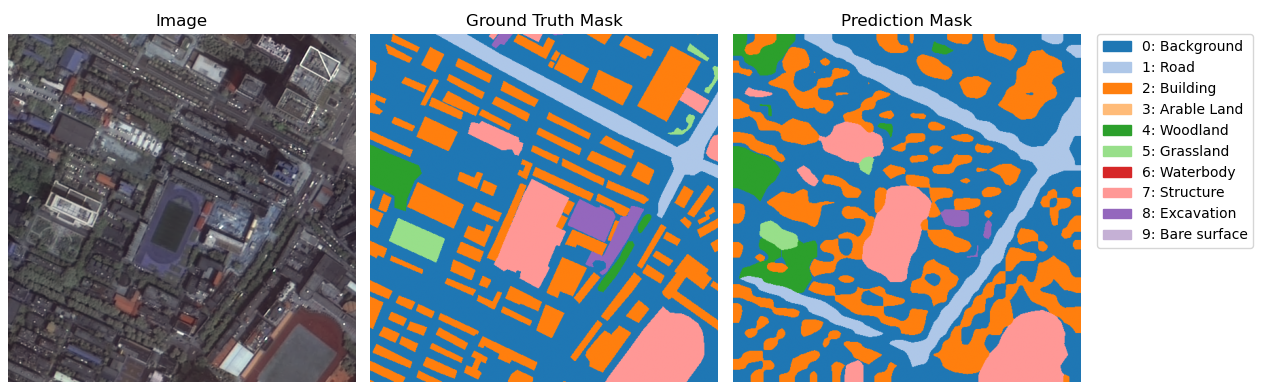 Image
Ground Truth Mask
Prediction Mask
0: Background
1: Road
2: Building
3: Arable Land
4: Woodland
5: Grassland
6: Waterbody
7: Structure
8: Excavation
9: Bare surface